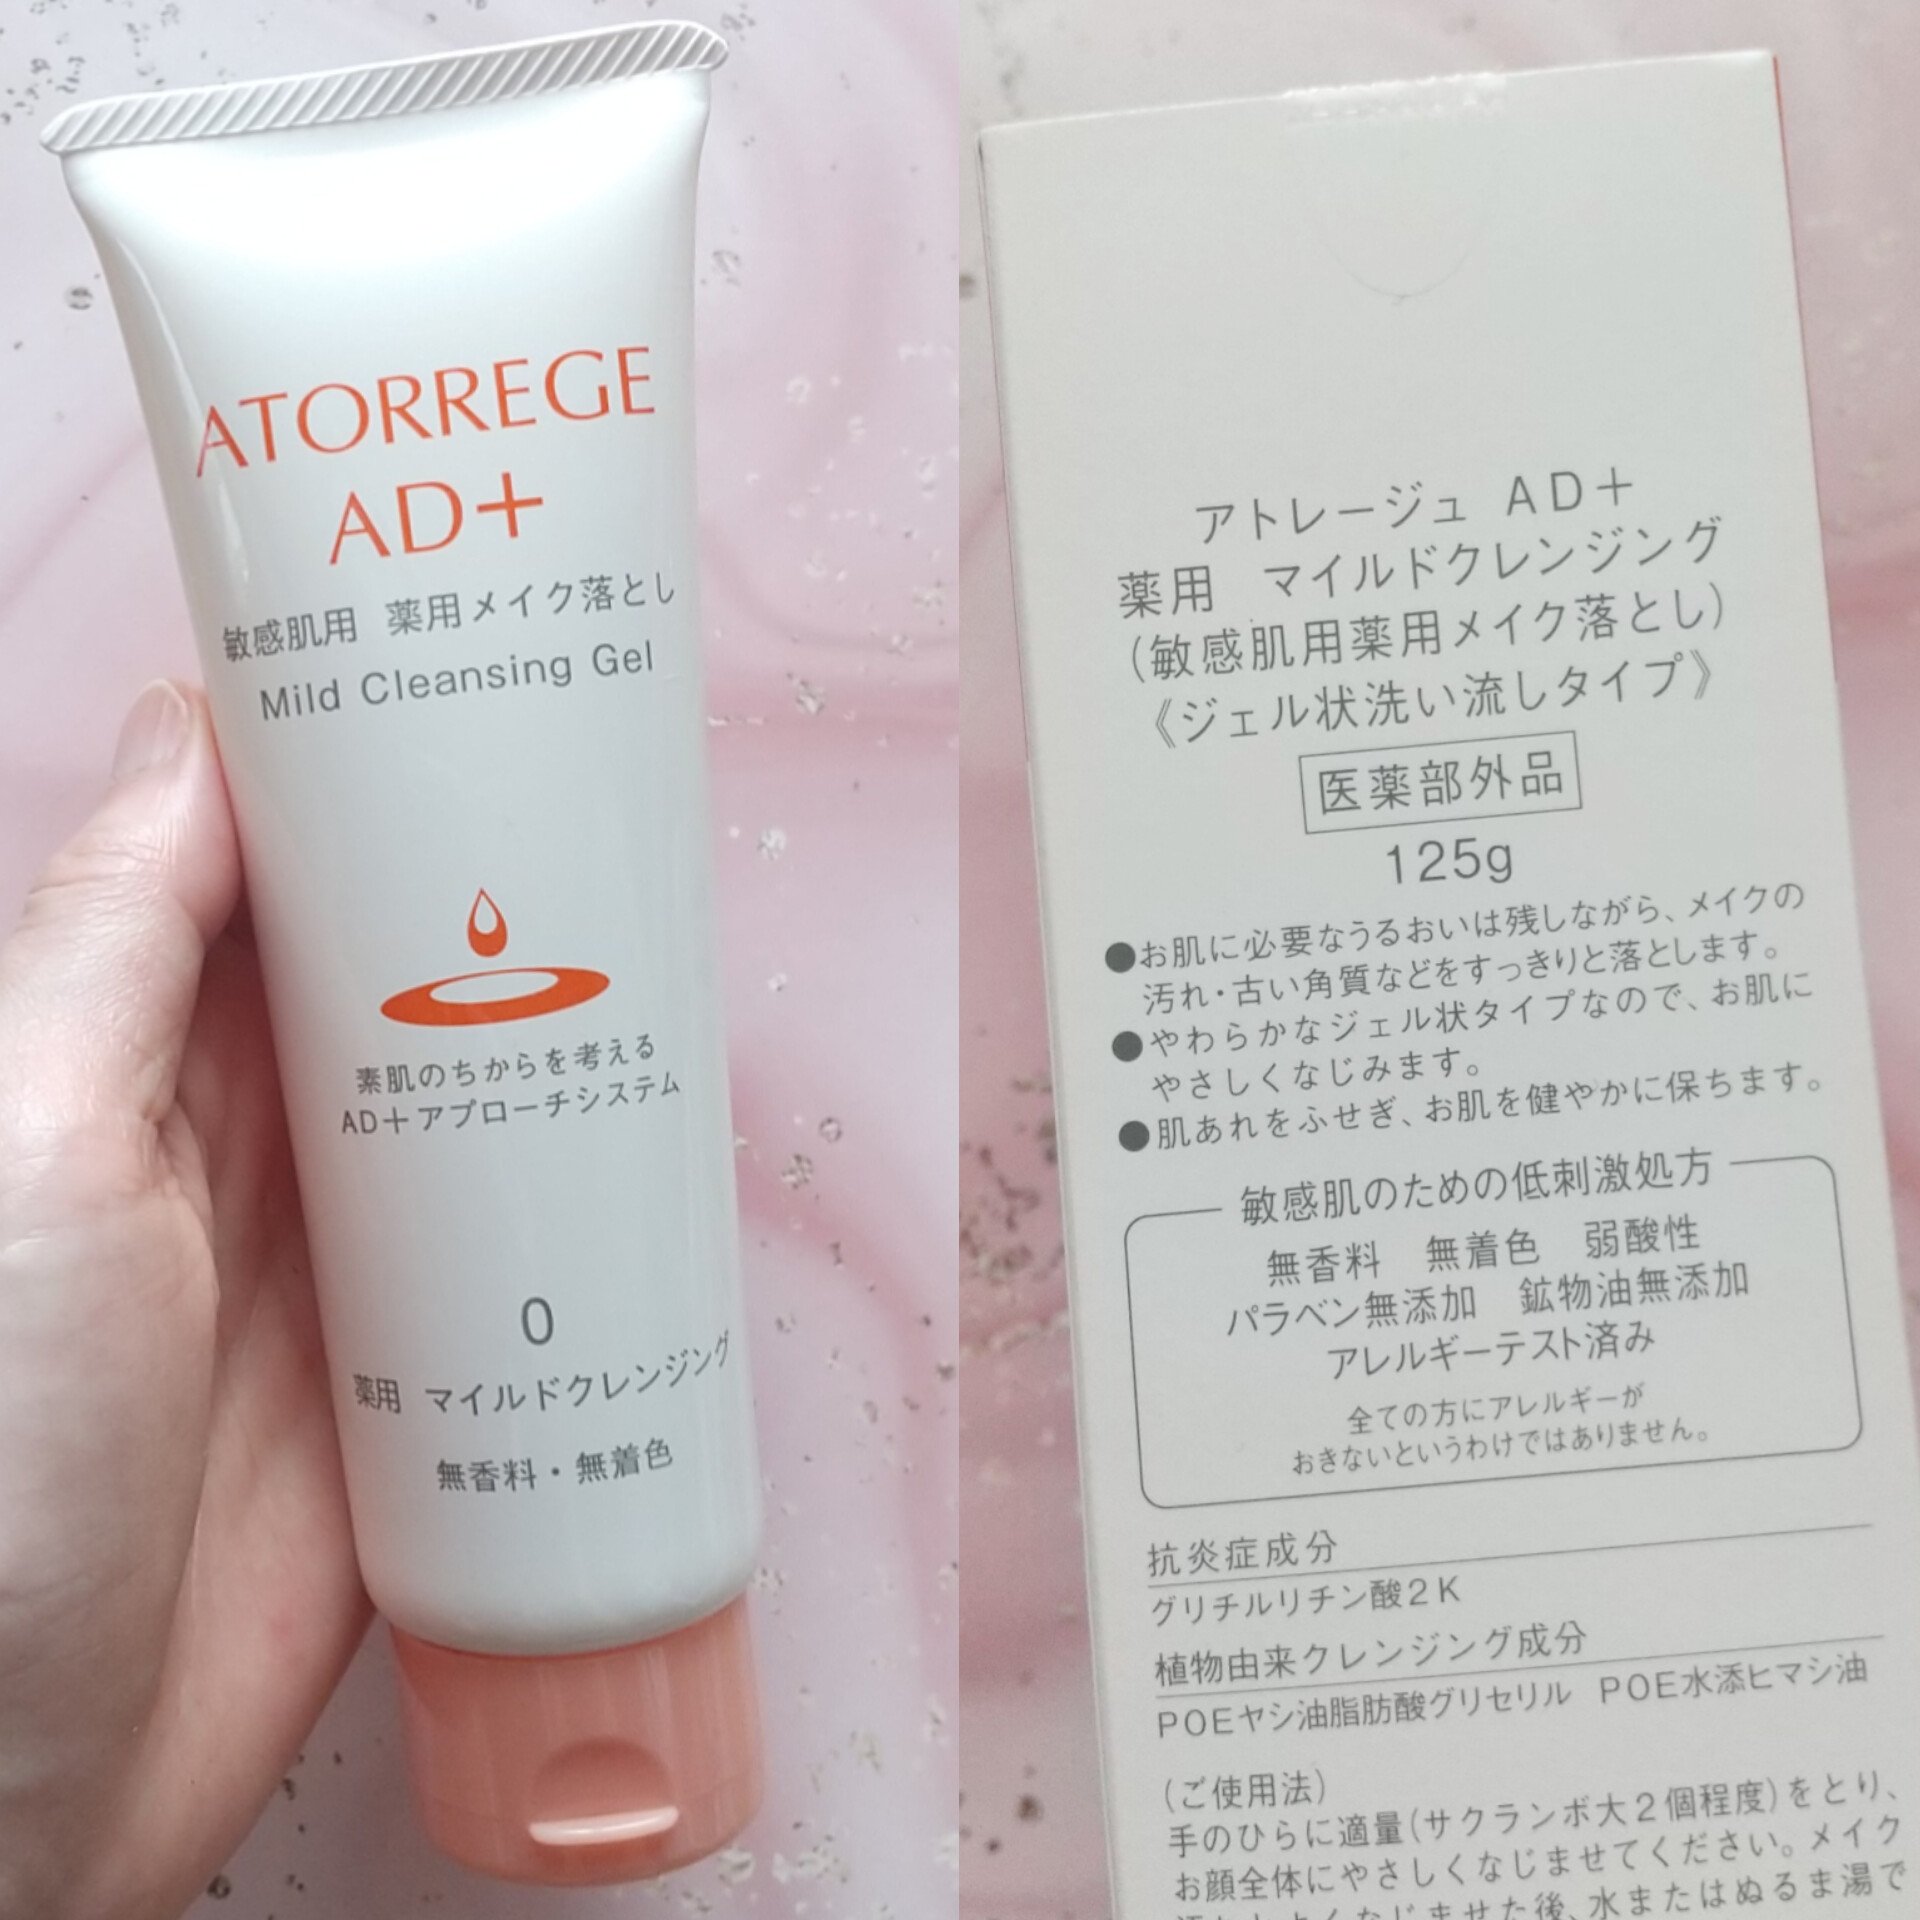 ATORREGE
AD+
敏感肌用 薬用メイク落とし
Mild Cleansing Gel
素肌のちからを考える
AD+アプローチシステム
0
薬用 マイルドクレンジング
無香料・無着色
アトレージュ AD+
薬用 マイルドクレンジング
(敏感肌用薬用メイク落とし)
《ジェル状洗い流しタイプ》
医薬部外品
125g
●お肌に必要なうるおいは残しながら、メイクの
汚れ・古い角質などをすっきりと落とします。
●やわらかなジェル状タイプなので、お肌に
やさしくなじみます。
●肌あれをふせぎ、お肌を健やかに保ちます。
敏感肌のための低刺激処方
無香料 無着色 弱酸性
パラベン無添加 鉱物油無添加
アレルギーテスト済み
全ての方にアレルギーが
おきないというわけではありません。
抗炎症成分
グリチルリチン酸2K
植物由来クレンジング成分
POEヤシ油脂肪酸グリセリル POE水添ヒマシ油
(ご使用法)
手のひらに適量(サクランボ大2個程度)をとり、
お顔全体にやさしくなじませてください。メイク
なじませた後、水またはぬるま湯で